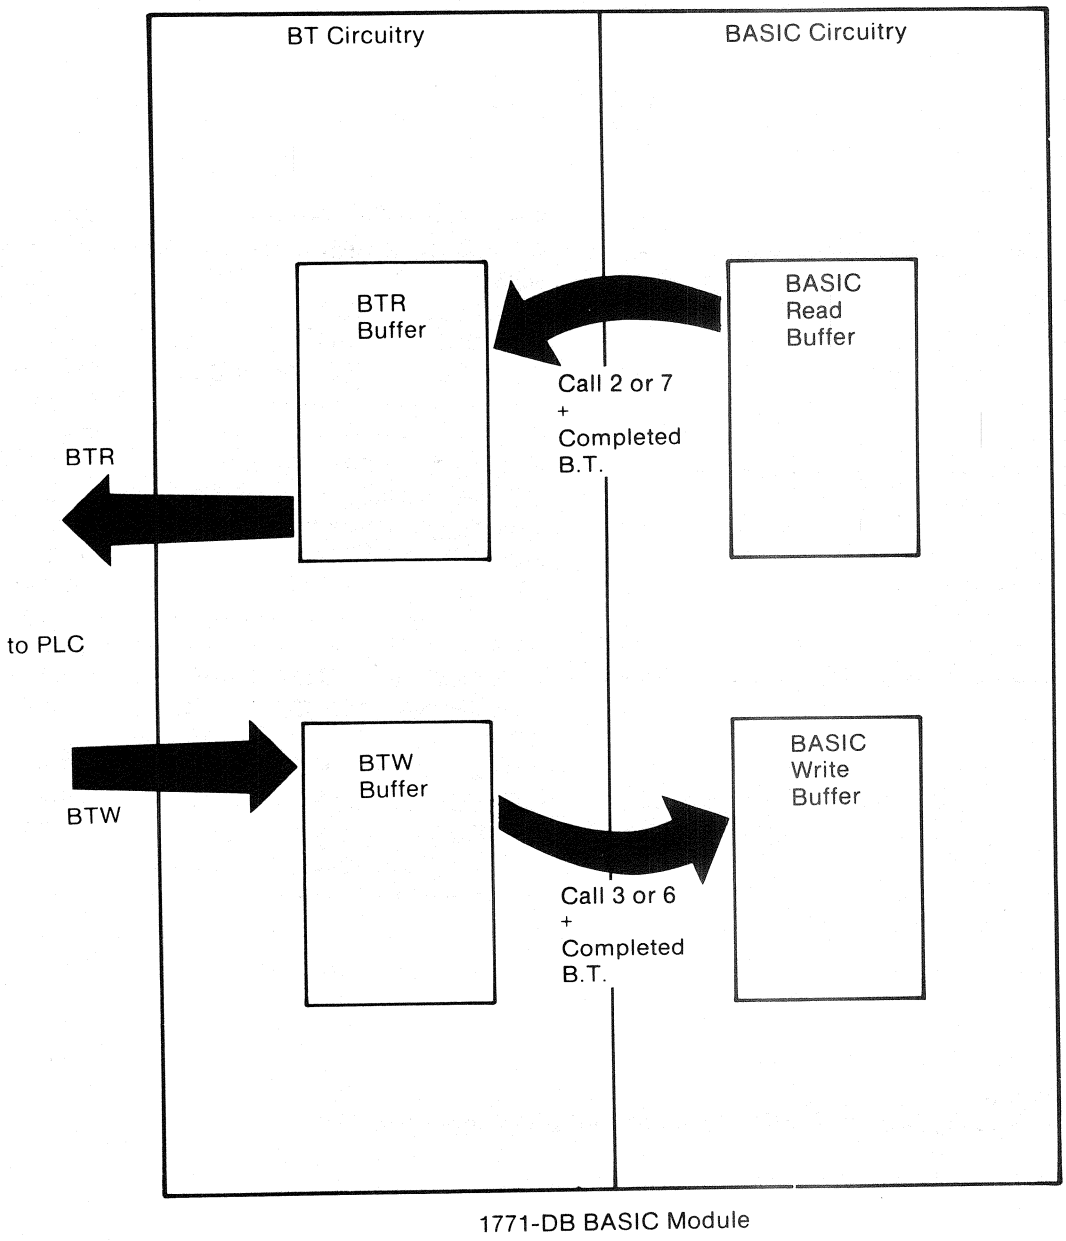 BT Circuitry
BASIC Circuitry
BTR
Buffer
BASIC
Read
Buffer
Call 2 or 7
+
Completed
B.T.
BTR
to PLC
BTW
Buffer
BASIC
Write
Buffer
BTW
Call 3 or 6
+
Completed
B.T.
1771-DB BASIC Module